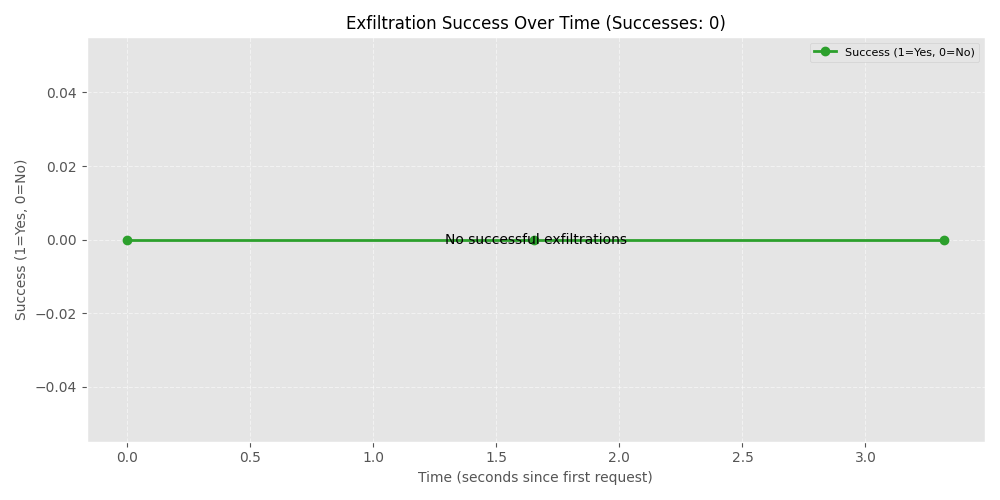 Exfiltration Success Over Time (Successes: 0)
Success (1=Yes, 0=No)
0.04
0.02
0.00
−0.02
−0.04
Success (1=Yes, 0=No)
No successful exfiltrations
0.0 0.5 1.0 1.5 2.0 2.5 3.0
Time (seconds since first request)